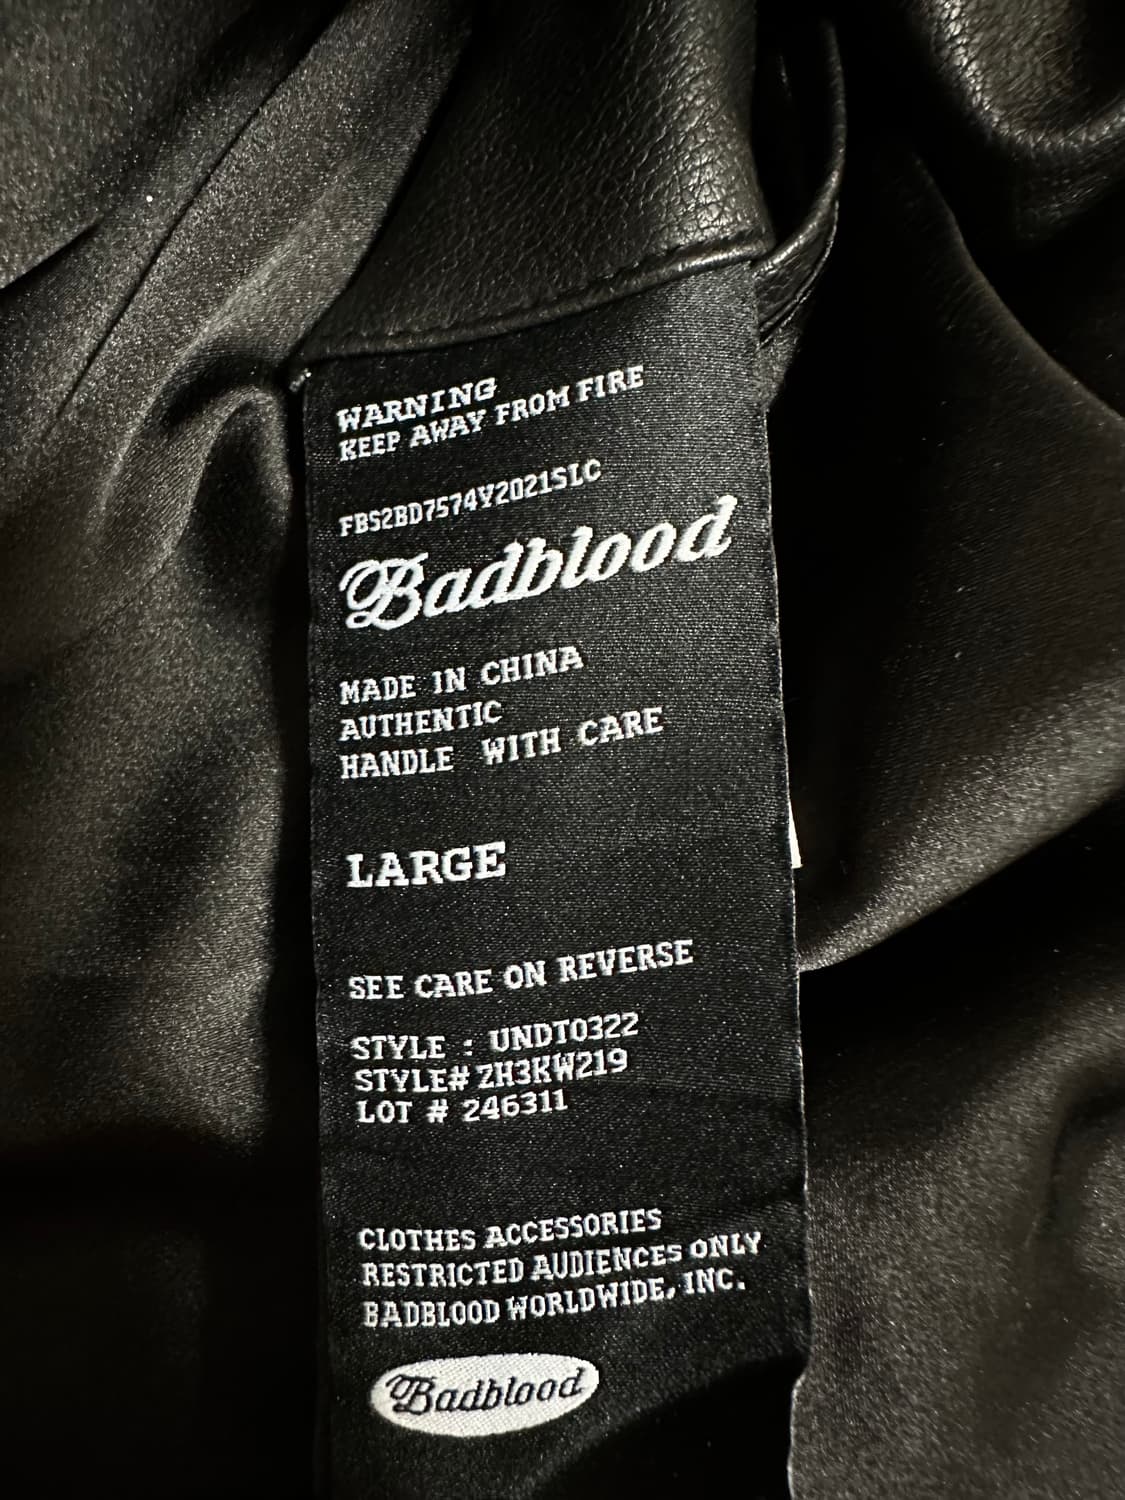 WARNING
KEEP AWAY FROM FIRE
FBS2BD7574Y2021SLC
Badblood
MADE IN CHINA
AUTHENTIC
HANDLE WITH CARE
LARGE
SEE CARE ON REVERSE
STYLE : UNDT0322
STYLE# ZH3KW219
LOT # 246311
CLOTHES ACCESSORIES
RESTRICTED AUDIENCES ONLY
BADBLOOD WORLDWIDE, INC.
Badblood